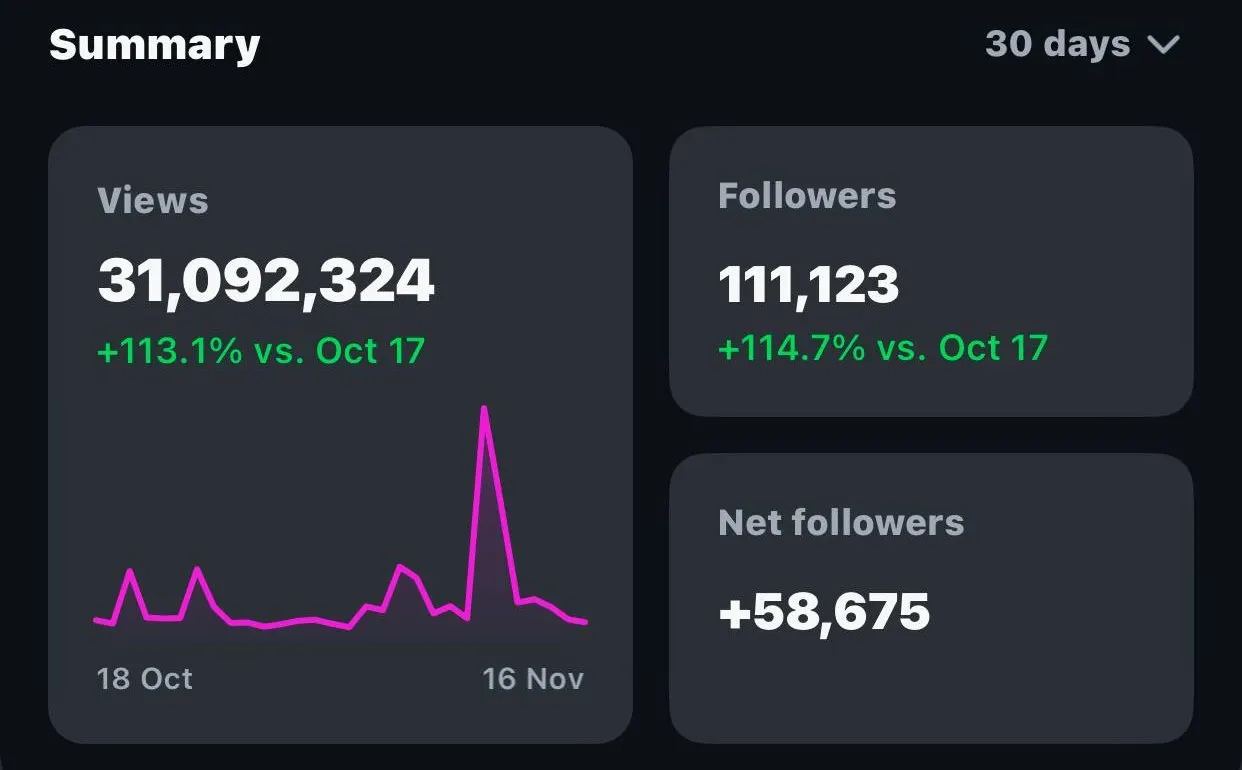 Summary
30 days
Views
31,092,324
+113.1% vs. Oct 17
18 Oct
16 Nov
Followers
111,123
+114.7% vs. Oct 17
Net followers
+58,675